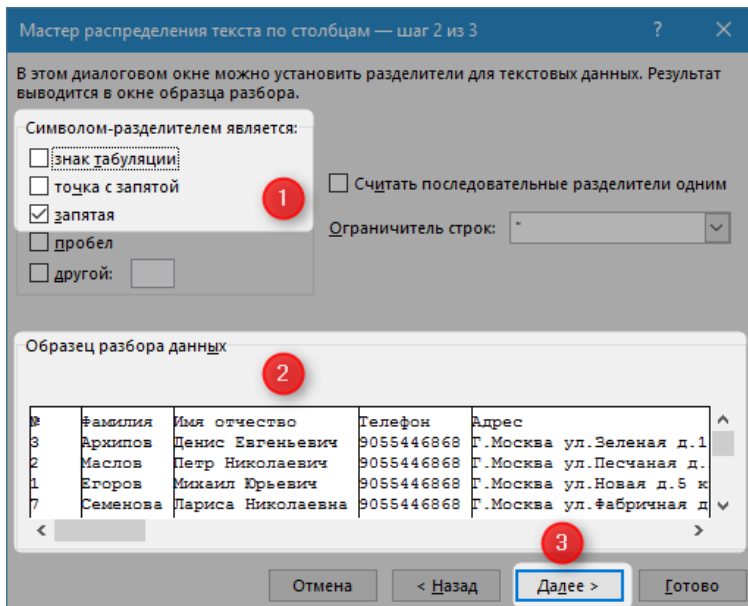 Мастер распределения текста по столбцам — шаг 2 из 3 ? ×
В этом диалоговом окне можно установить разделители для текстовых данных. Результат
выводится в окне образца разбора.
Символом-разделителем является:
знак табуляции
точка с запятой
запятая
пробел
другой:
1
Считать последовательные разделители одним
Ограничитель строк: "
Образец разбора данных
2
№ Фамилия Имя отчество Телефон Адрес
3 Архипов Денис Евгеньевич 9055446868 Г.Москва ул.Зеленая д.1
2 Маслов Петр Николаевич 9055446868 Г.Москва ул.Песчаная д.
1 Егоров Михаил Юрьевич 9055446868 Г.Москва ул.Новая д.5 к
7 Семенова Лариса Николаевна 9055446868 Г.Москва ул.Фабричная д
3
Отмена < Назад Далее > Готово